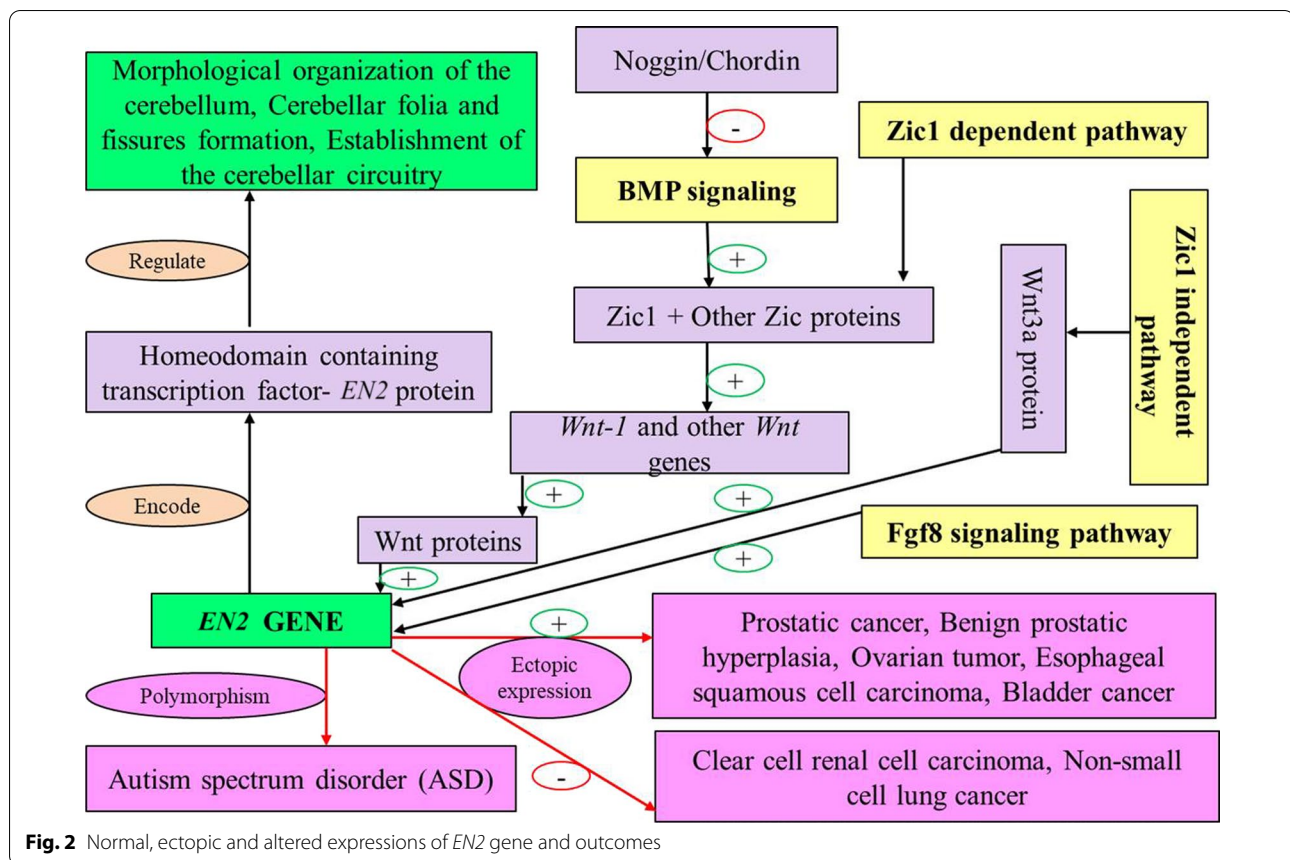 Morphological organization of the
cerebellum, Cerebellar folia and
fissures formation, Establishment of
the cerebellar circuitry
Noggin/Chordin
-
Zic1 dependent pathway
BMP signaling
+
Regulate
Zic1 + Other Zic proteins
Wnt3a protein
Zic1 independent
pathway
Homeodomain containing
transcription factor- EN2 protein
+
Wnt-1 and other Wnt
genes
Encode
+
+
Wnt proteins
Fgf8 signaling pathway
+
+
EN2 GENE
+
Ectopic
expression
Prostatic cancer, Benign prostatic
hyperplasia, Ovarian tumor, Esophageal
squamous cell carcinoma, Bladder cancer
Polymorphism
Autism spectrum disorder (ASD)
-
Clear cell renal cell carcinoma, Non-small
cell lung cancer
Fig. 2 Normal, ectopic and altered expressions of EN2 gene and outcomes